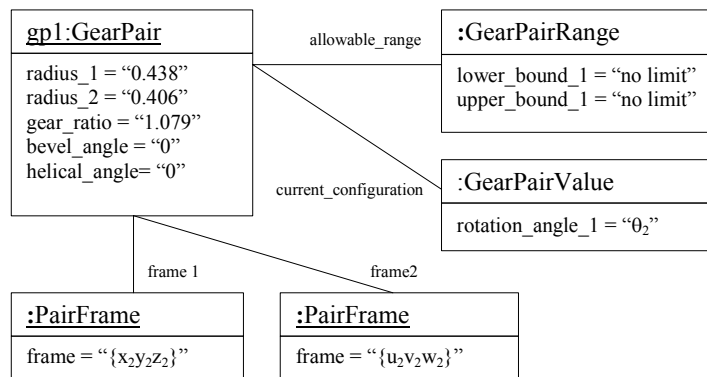 gp1:GearPair
radius_1 = “0.438”
radius_2 = “0.406”
gear_ratio = “1.079”
bevel_angle = “0”
helical_angle= “0”
allowable_range
:GearPairRange
lower_bound_1 = “no limit”
upper_bound_1 = “no limit”
current_configuration
:GearPairValue
rotation_angle_1 = “θ₂”
frame 1
frame2
:PairFrame
frame = “{x₂y₂z₂}”
:PairFrame
frame = “{u₂v₂w₂}”